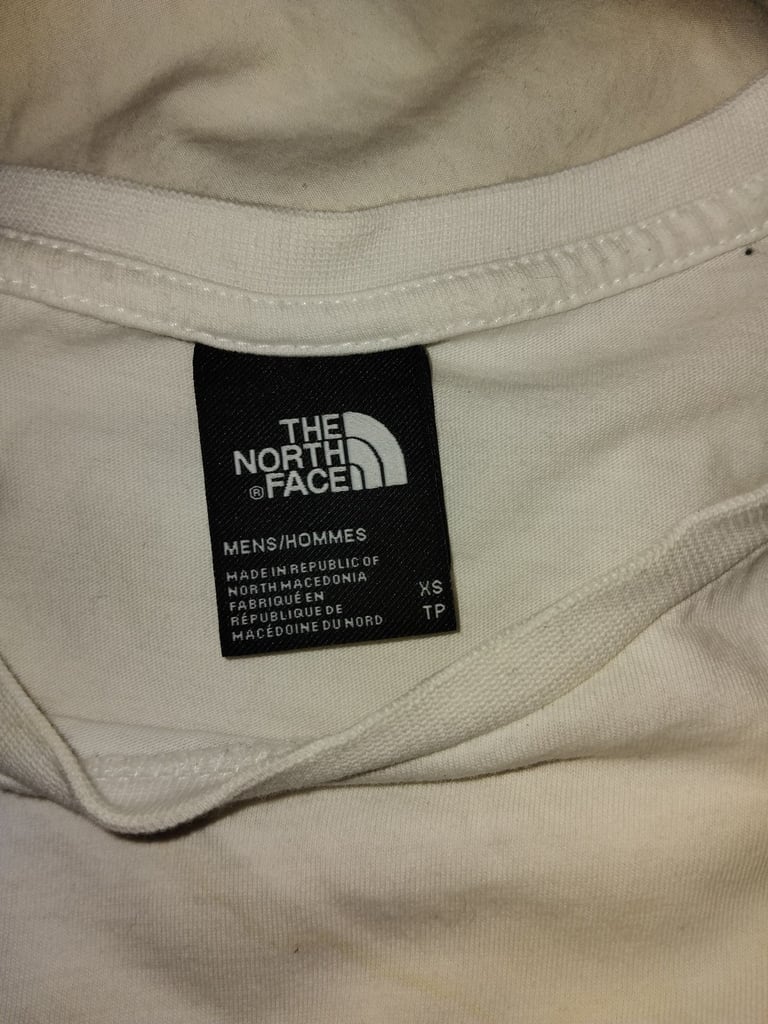 THE
NORTH
® FACE
MENS/HOMMES
MADE IN REPUBLIC OF
NORTH MACEDONIA
FABRIQUÉ EN
RÉPUBLIQUE DE
MACÉDOINE DU NORD
XS
TP